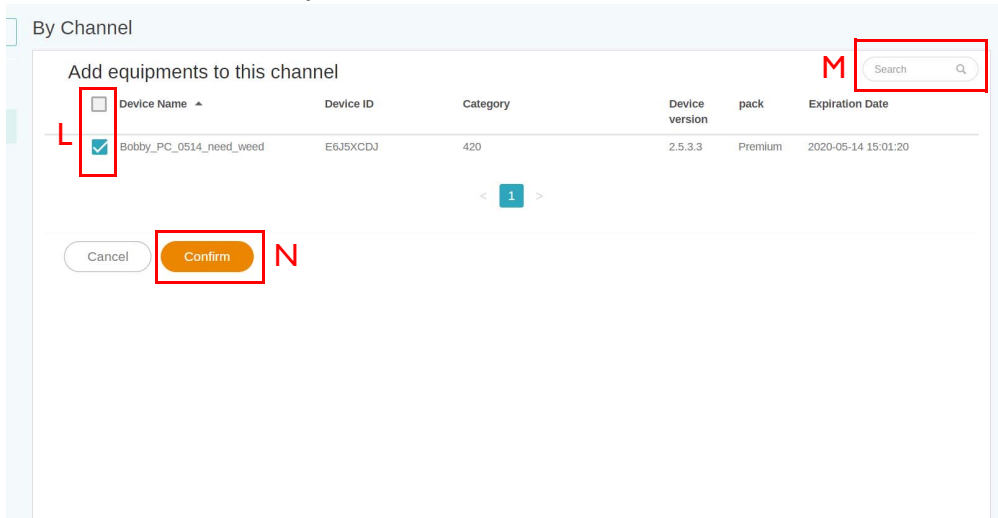 By Channel
Add equipments to this channel
M
Search
Device Name Device ID Category Device version pack Expiration Date
L
Bobby_PC_0514_need_weed E6J5XCDJ 420 2.5.3.3 Premium 2020-05-14 15:01:20
< 1 >
Cancel Confirm N